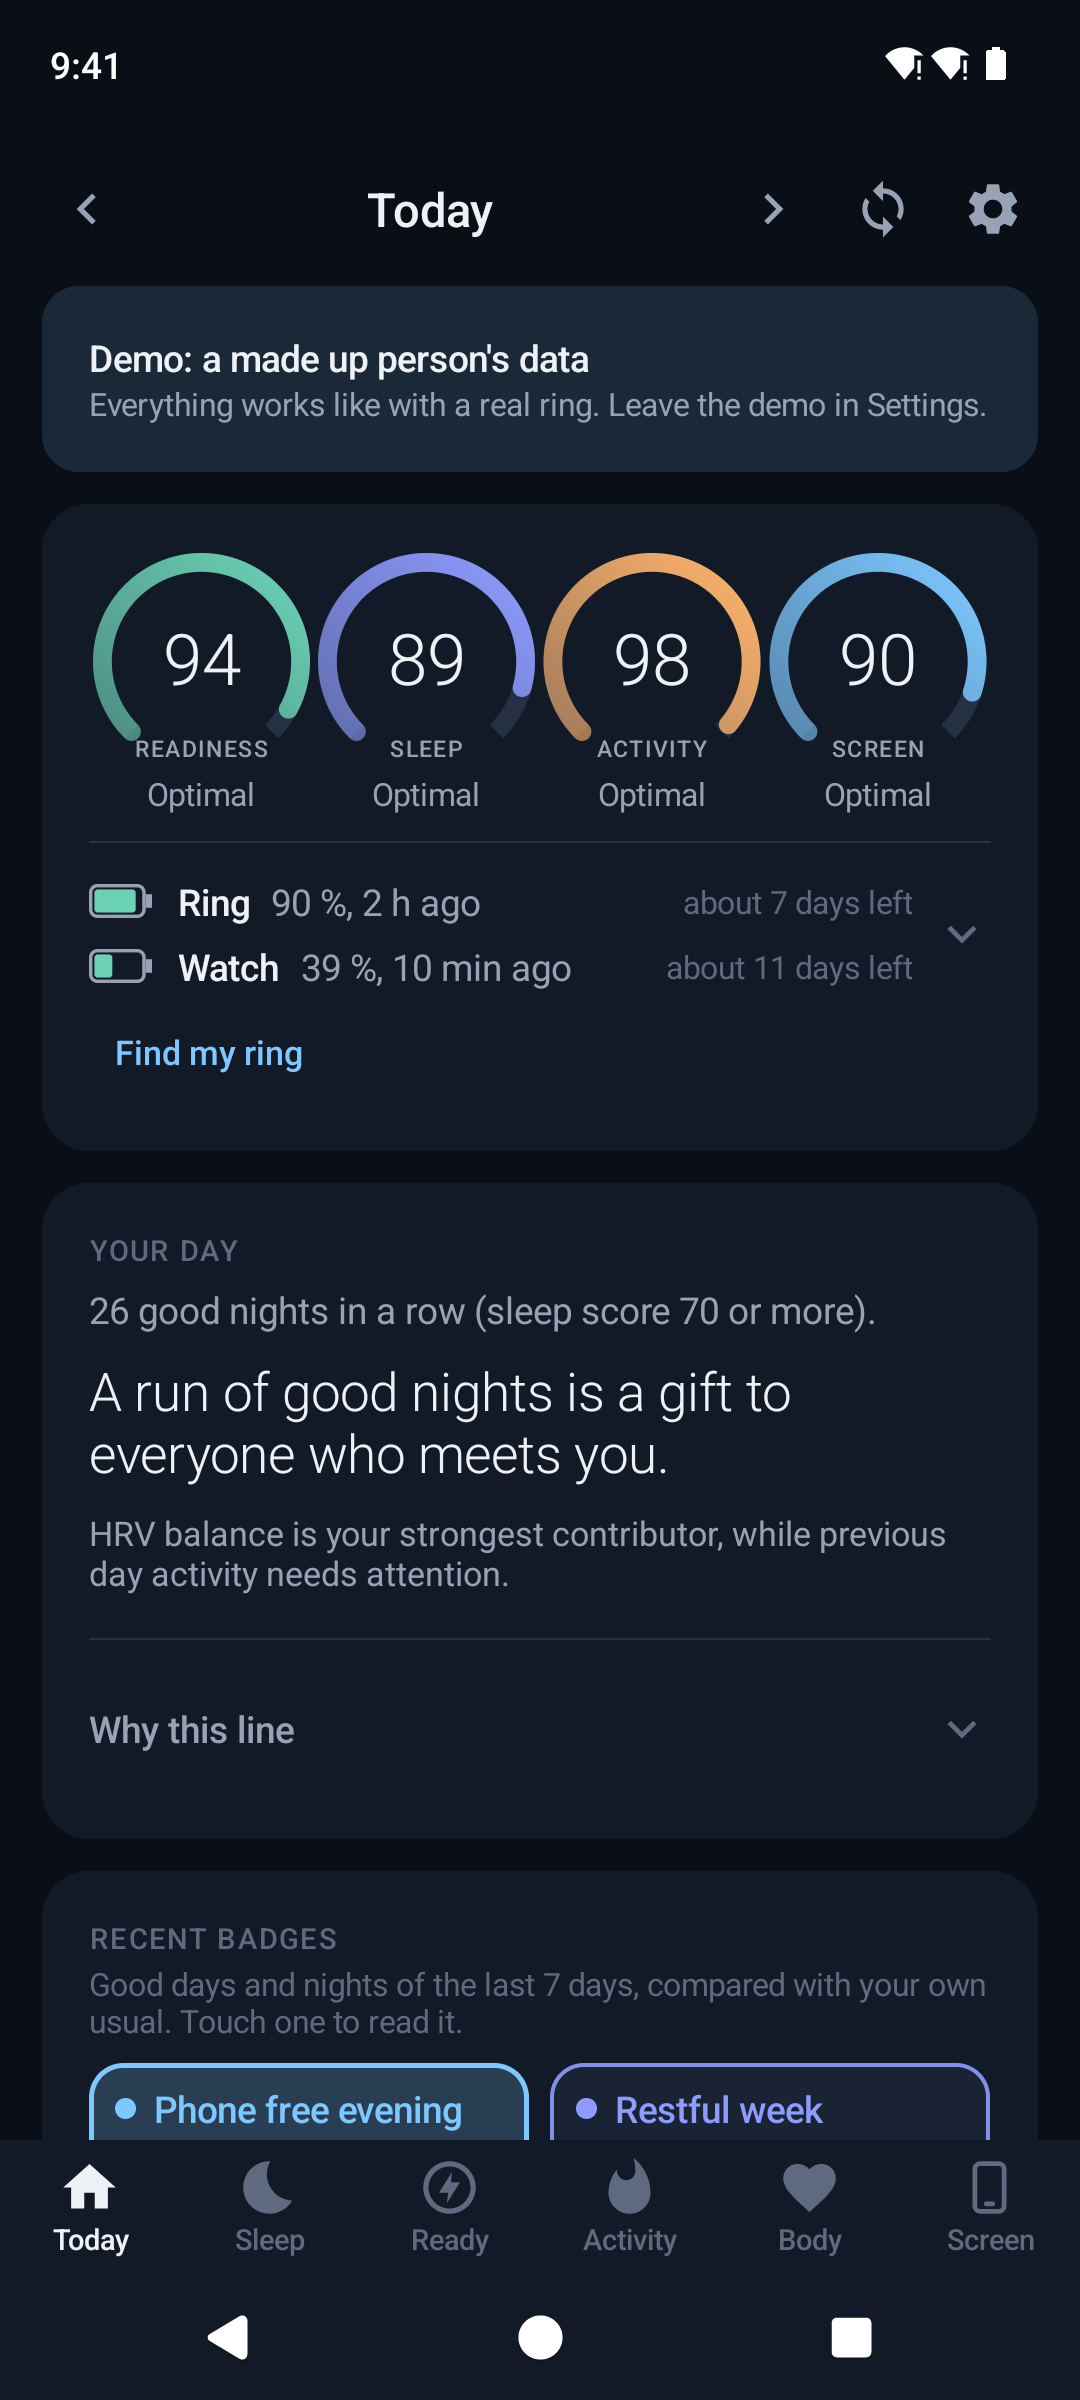 9:41
Today
Demo: a made up person's data
Everything works like with a real ring. Leave the demo in Settings.
94 89 98 90
READINESS SLEEP ACTIVITY SCREEN
Optimal Optimal Optimal Optimal
Ring 90 %, 2 h ago about 7 days left
Watch 39 %, 10 min ago about 11 days left
Find my ring
YOUR DAY
26 good nights in a row (sleep score 70 or more).
A run of good nights is a gift to
everyone who meets you.
HRV balance is your strongest contributor, while previous
day activity needs attention.
Why this line
RECENT BADGES
Good days and nights of the last 7 days, compared with your own
usual. Touch one to read it.
Phone free evening Restful week
Today Sleep Ready Activity Body Screen